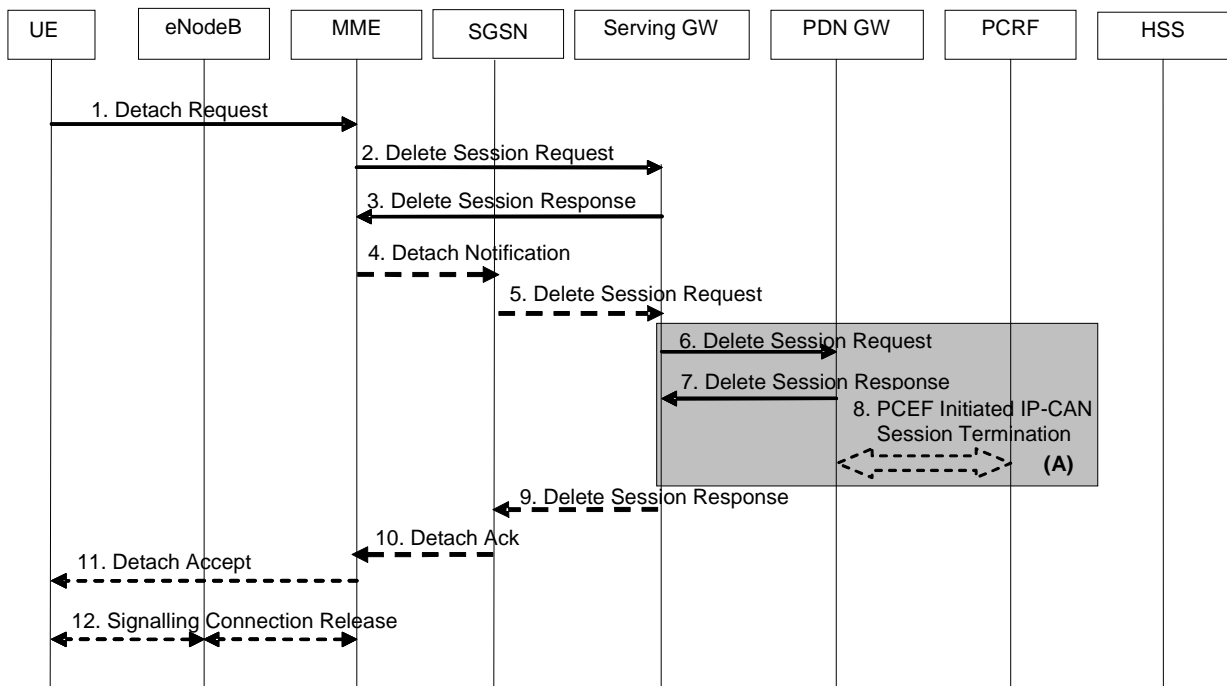 UE
eNodeB
MME
SGSN
Serving GW
PDN GW
PCRF
HSS
1. Detach Request
2. Delete Session Request
3. Delete Session Response
4. Detach Notification
5. Delete Session Request
6. Delete Session Request
7. Delete Session Response
8. PCEF Initiated IP-CAN
Session Termination
(A)
9. Delete Session Response
10. Detach Ack
11. Detach Accept
12. Signalling Connection Release